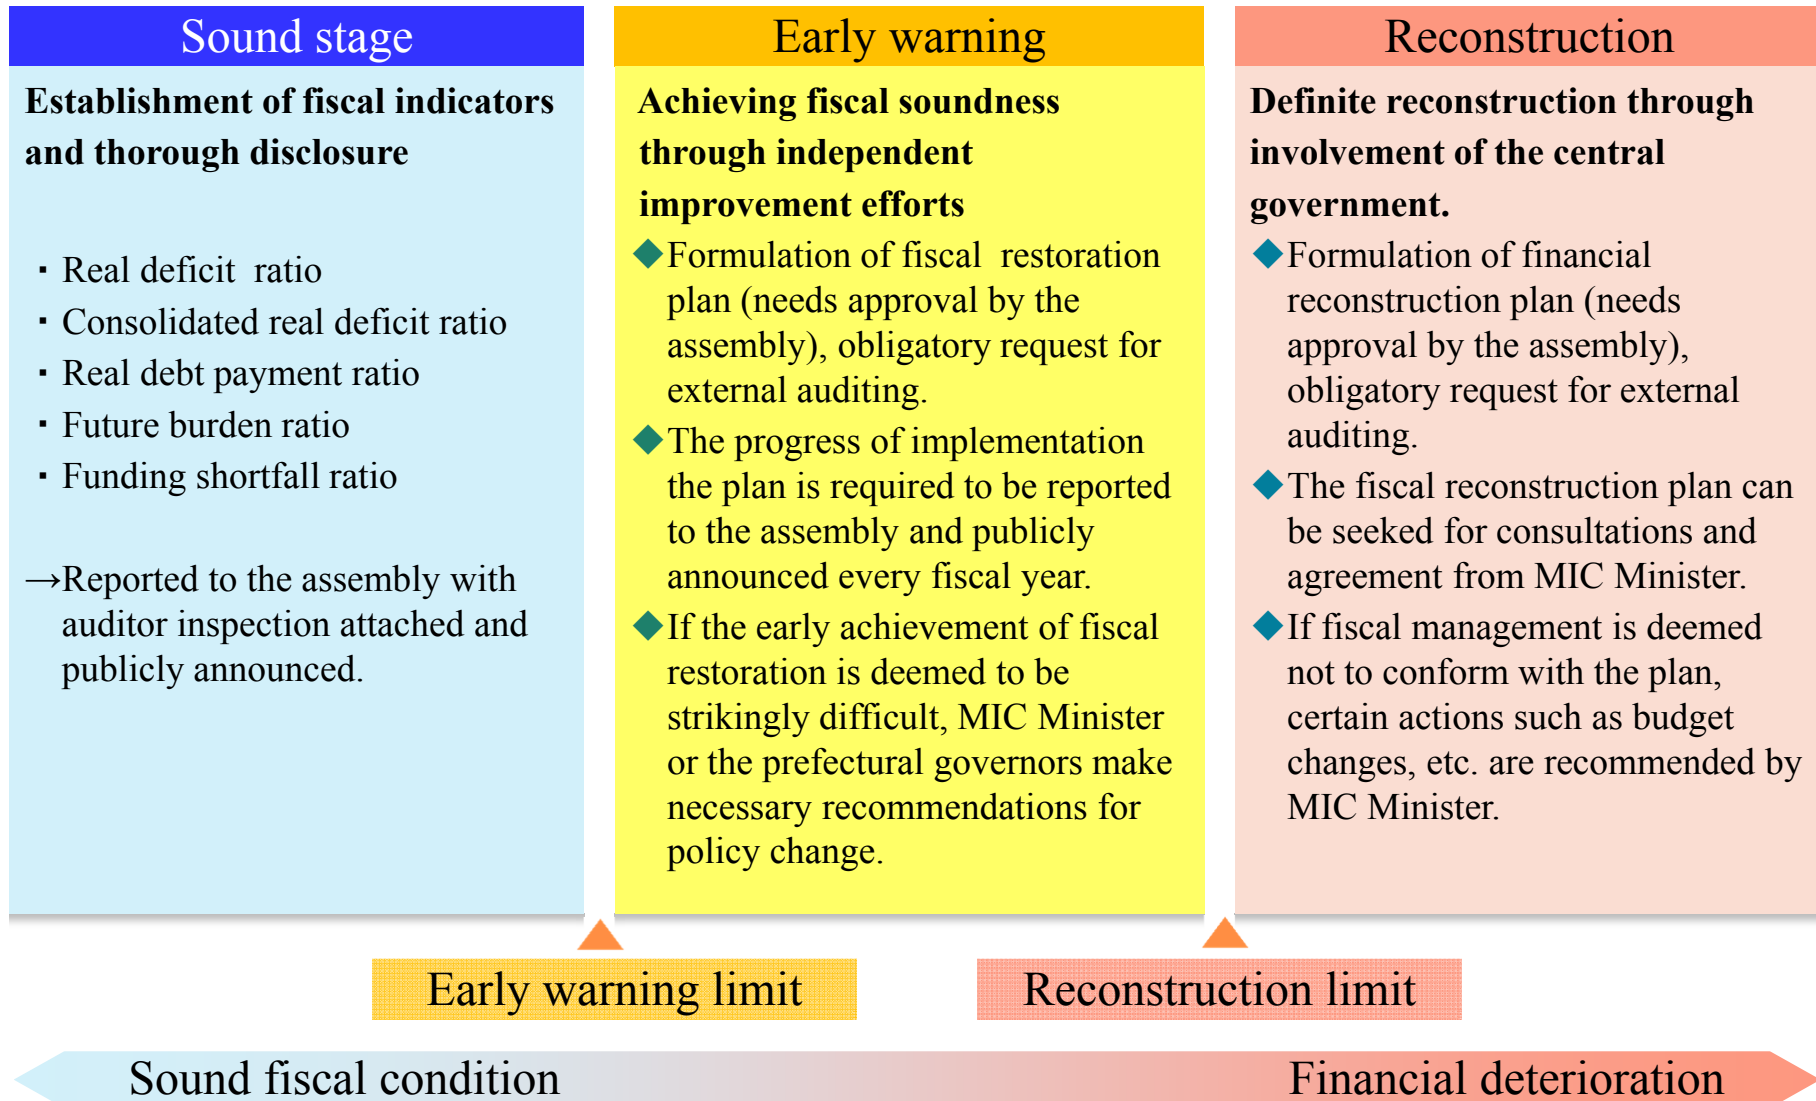 Sound stage
Establishment of fiscal indicators
and thorough disclosure
・Real deficit ratio
・Consolidated real deficit ratio
・Real debt payment ratio
・Future burden ratio
・Funding shortfall ratio
→Reported to the assembly with
auditor inspection attached and
publicly announced.
Early warning
Achieving fiscal soundness
through independent
improvement efforts
◆Formulation of fiscal restoration
plan (needs approval by the
assembly), obligatory request for
external auditing.
◆The progress of implementation
the plan is required to be reported
to the assembly and publicly
announced every fiscal year.
◆If the early achievement of fiscal
restoration is deemed to be
strikingly difficult, MIC Minister
or the prefectural governors make
necessary recommendations for
policy change.
Reconstruction
Definite reconstruction through
involvement of the central
government.
◆Formulation of financial
reconstruction plan (needs
approval by the assembly),
obligatory request for external
auditing.
◆The fiscal reconstruction plan can
be seeked for consultations and
agreement from MIC Minister.
◆If fiscal management is deemed
not to conform with the plan,
certain actions such as budget
changes, etc. are recommended by
MIC Minister.
Early warning limit
Reconstruction limit
Sound fiscal condition
Financial deterioration